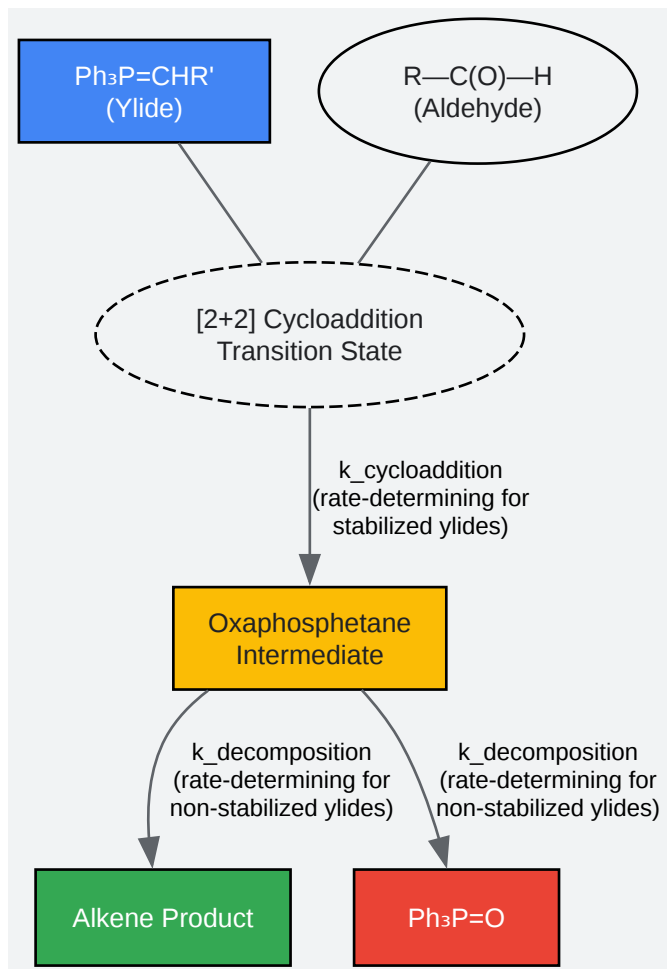 Ph₃P=CHR'
(Ylide)
R—C(O)—H
(Aldehyde)
[2+2] Cycloaddition
Transition State
k_cycloaddition
(rate-determining for
stabilized ylides)
Oxaphosphetane
Intermediate
k_decomposition
(rate-determining for
non-stabilized ylides)
k_decomposition
(rate-determining for
non-stabilized ylides)
Alkene Product
Ph₃P=O